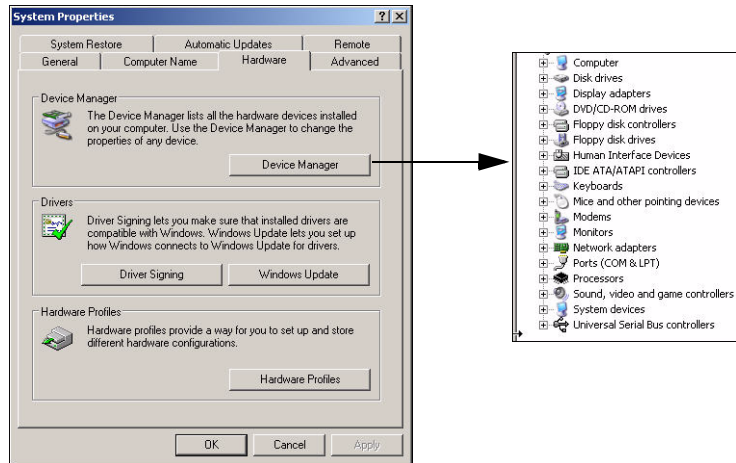 System Properties
System Restore
Automatic Updates
Remote
General
Computer Name
Hardware
Advanced
Device Manager
The Device Manager lists all the hardware devices installed
on your computer. Use the Device Manager to change the
properties of any device.
Device Manager
Drivers
Driver Signing lets you make sure that installed drivers are
compatible with Windows. Windows Update lets you set up
how Windows connects to Windows Update for drivers.
Driver Signing
Windows Update
Hardware Profiles
Hardware profiles provide a way for you to set up and store
different hardware configurations.
Hardware Profiles
OK
Cancel
Apply
Computer
Disk drives
Display adapters
DVD/CD-ROM drives
Floppy disk controllers
Floppy disk drives
Human Interface Devices
IDE ATA/ATAPI controllers
Keyboards
Mice and other pointing devices
Modems
Monitors
Network adapters
Ports (COM & LPT)
Processors
Sound, video and game controllers
System devices
Universal Serial Bus controllers